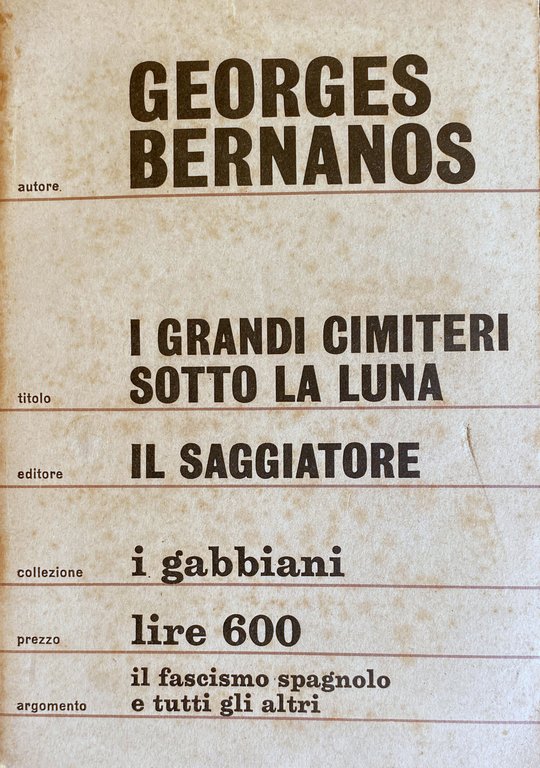 GEORGES
autore. BERNANOS
I GRANDI CIMITERI
titolo SOTTO LA LUNA
editore IL SAGGIATORE
collezione i gabbiani
prezzo lire 600
il fascismo spagnolo
argomento e tutti gli altri